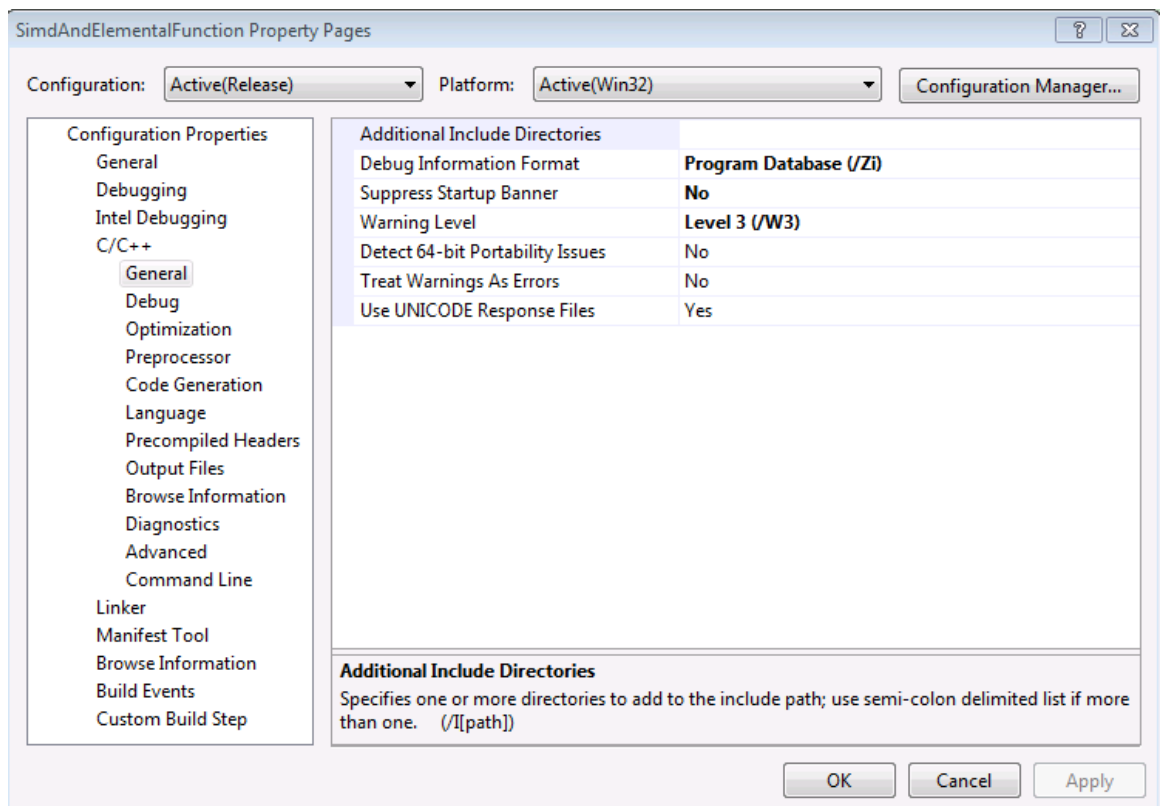 SimdAndElementalFunction Property Pages
Configuration: Active(Release) Platform: Active(Win32) Configuration Manager...
Configuration Properties
General
Debugging
Intel Debugging
C/C++
General
Debug
Optimization
Preprocessor
Code Generation
Language
Precompiled Headers
Output Files
Browse Information
Diagnostics
Advanced
Command Line
Linker
Manifest Tool
Browse Information
Build Events
Custom Build Step
Additional Include Directories
Debug Information Format Program Database (/Zi)
Suppress Startup Banner No
Warning Level Level 3 (/W3)
Detect 64-bit Portability Issues No
Treat Warnings As Errors No
Use UNICODE Response Files Yes
Additional Include Directories
Specifies one or more directories to add to the include path; use semi-colon delimited list if more
than one. (/I[path])
OK Cancel Apply